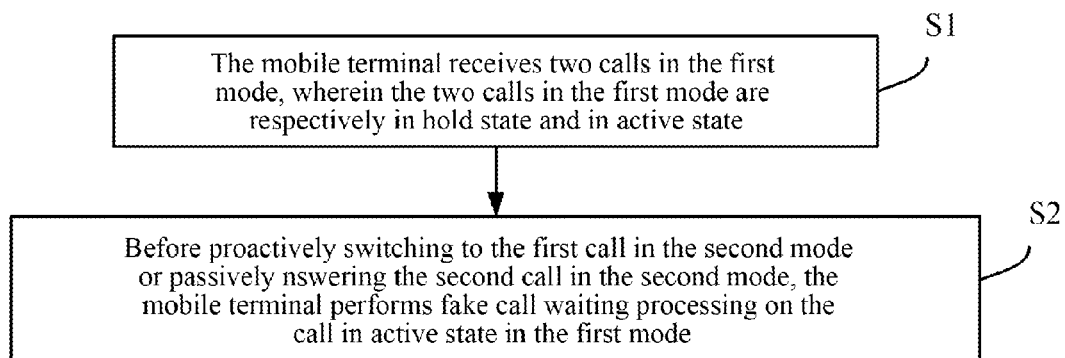 S1
The mobile terminal receives two calls in the first
mode, wherein the two calls in the first mode are
respectively in hold state and in active state
S2
Before proactively switching to the first call in the second mode
or passively nswering the second call in the second mode, the
mobile terminal performs fake call waiting processing on the
call in active state in the first mode